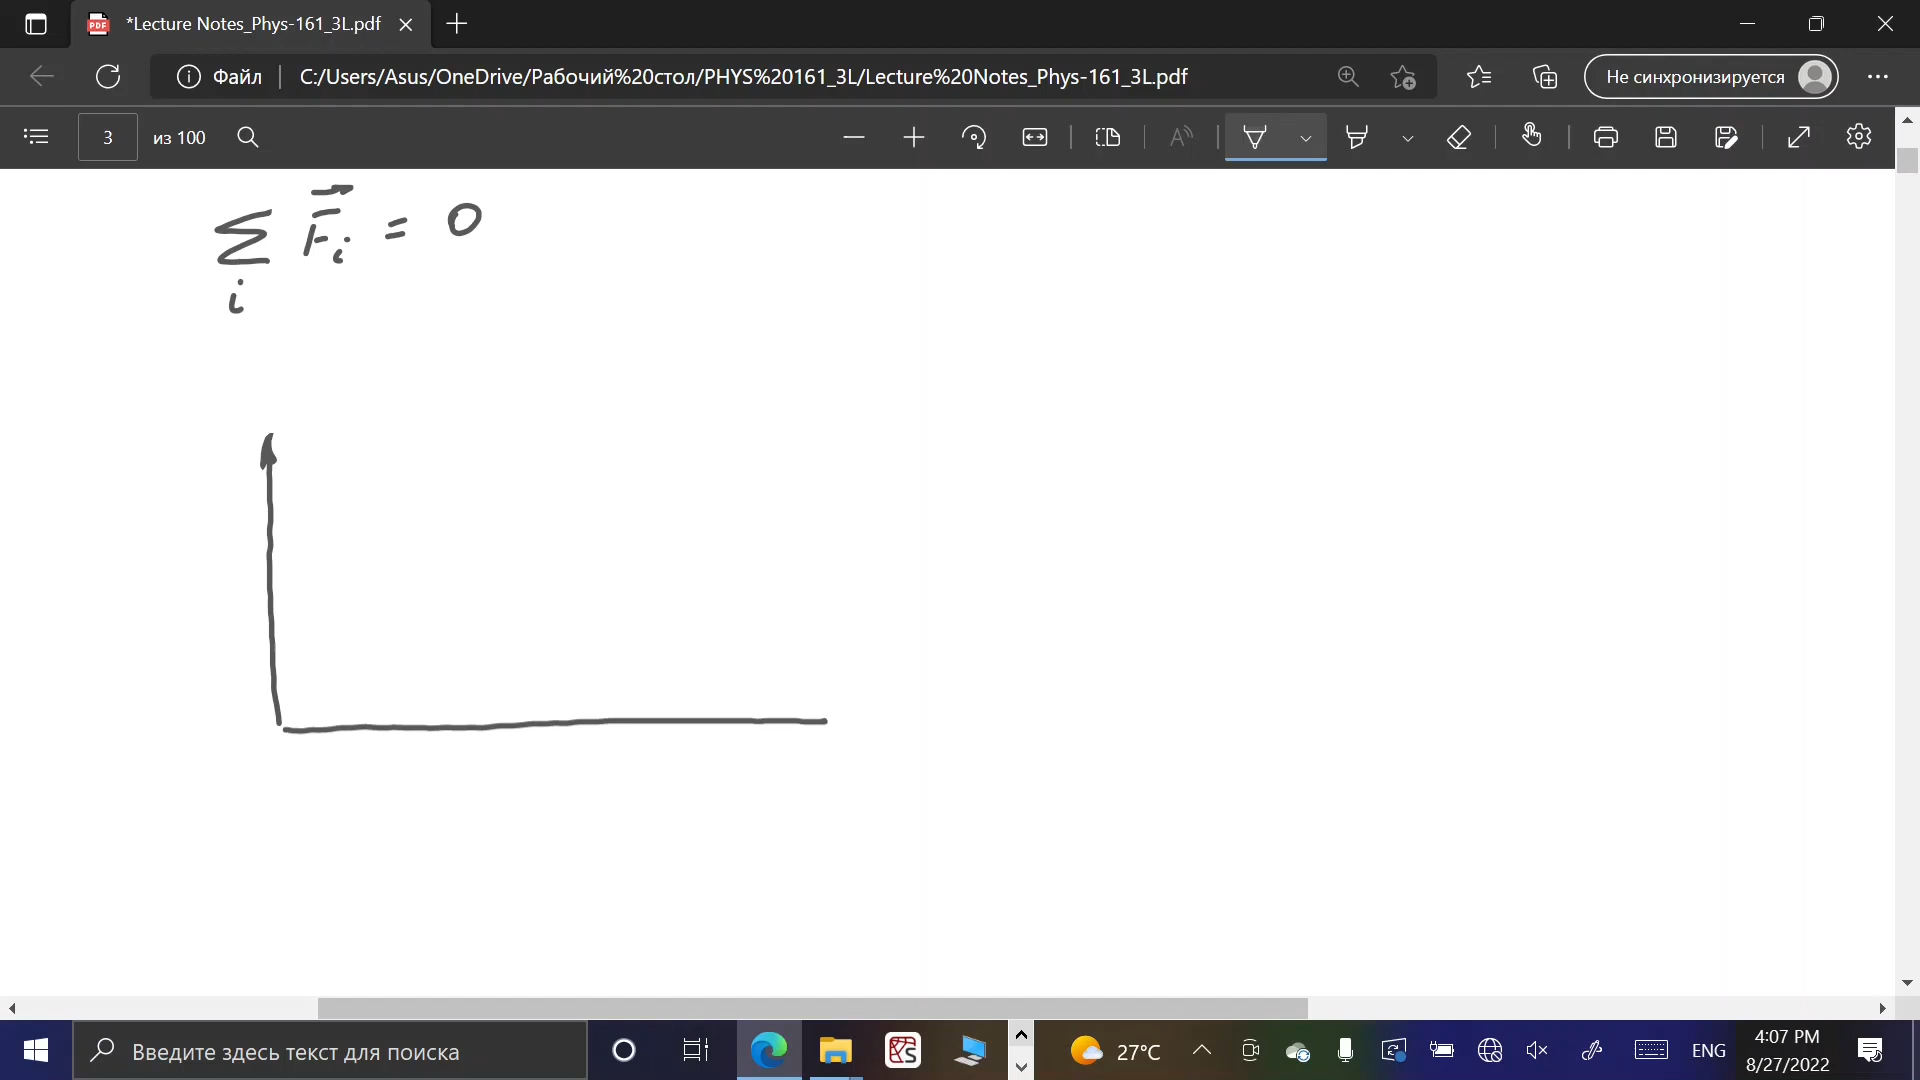 *Lecture Notes_Phys-161_3L.pdf
Файл C:/Users/Asus/OneDrive/Рабочий%20стол/PHYS%20161_3L/Lecture%20Notes_Phys-161_3L.pdf Не синхронизируется
3 из 100
∑ F⃗i = 0
i
Введите здесь текст для поиска 27°C ENG 4:07 PM
8/27/2022